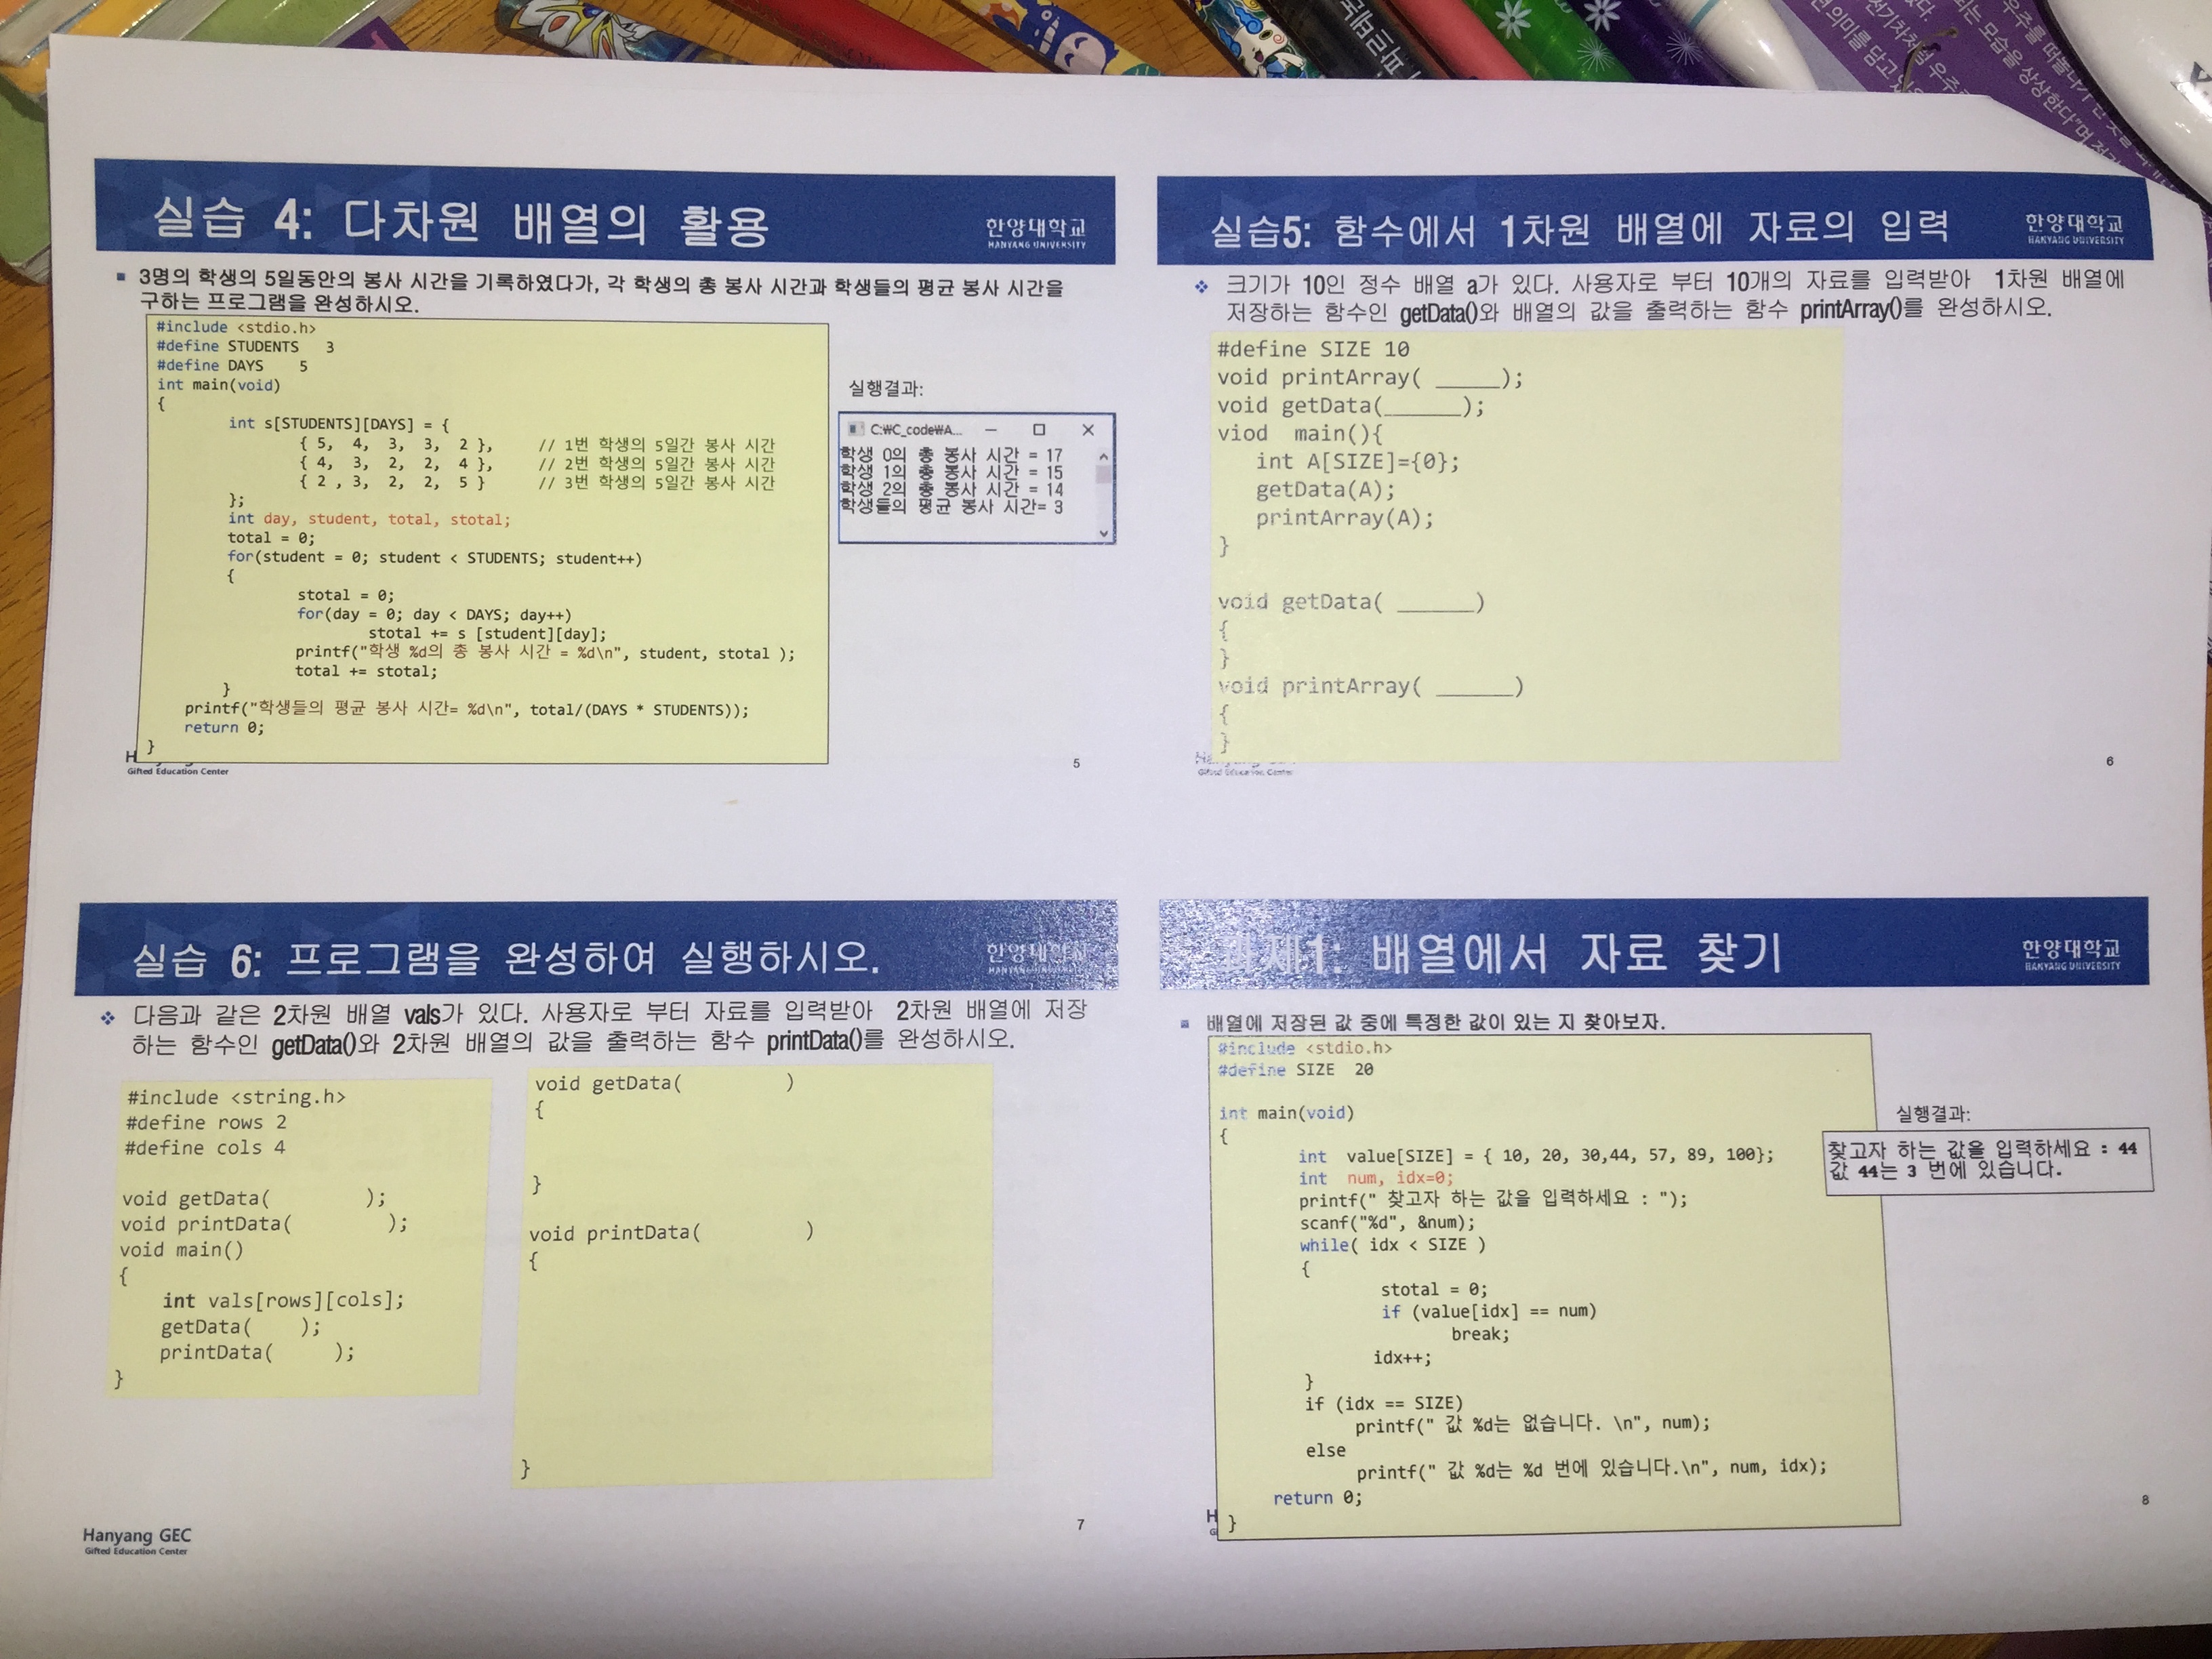 실습 4: 다차원 배열의 활용
한양대학교
HANYANG UNIVERSITY
▪ 3명의 학생의 5일동안의 봉사 시간을 기록하였다가, 각 학생의 총 봉사 시간과 학생들의 평균 봉사 시간을
구하는 프로그램을 완성하시오.
#include <stdio.h>
#define STUDENTS 3
#define DAYS 5
int main(void)
{
int s[STUDENTS][DAYS] = {
{ 5, 4, 3, 3, 2 }, // 1번 학생의 5일간 봉사 시간
{ 4, 3, 2, 2, 4 }, // 2번 학생의 5일간 봉사 시간
{ 2 , 3, 2, 2, 5 } // 3번 학생의 5일간 봉사 시간
};
int day, student, total, stotal;
total = 0;
for(student = 0; student < STUDENTS; student++)
{
stotal = 0;
for(day = 0; day < DAYS; day++)
stotal += s [student][day];
printf("학생 %d의 총 봉사 시간 = %d\n", student, stotal );
total += stotal;
}
printf("학생들의 평균 봉사 시간= %d\n", total/(DAYS * STUDENTS));
return 0;
}
실행결과:
C:₩C_code₩A...
학생 0의 총 봉사 시간 = 17
학생 1의 총 봉사 시간 = 15
학생 2의 총 봉사 시간 = 14
학생들의 평균 봉사 시간= 3
Gifted Education Center
5
실습5: 함수에서 1차원 배열에 자료의 입력
한양대학교
HANYANG UNIVERSITY
❖ 크기가 10인 정수 배열 a가 있다. 사용자로 부터 10개의 자료를 입력받아 1차원 배열에
저장하는 함수인 getData()와 배열의 값을 출력하는 함수 printArray()를 완성하시오.
#define SIZE 10
void printArray( _____);
void getData(______);
viod main(){
int A[SIZE]={0};
getData(A);
printArray(A);
}
void getData( ______)
{
}
void printArray( ______)
{
}
Gifted Education Center
6
실습 6: 프로그램을 완성하여 실행하시오.
한양대학교
HANYANG UNIVERSITY
❖ 다음과 같은 2차원 배열 vals가 있다. 사용자로 부터 자료를 입력받아 2차원 배열에 저장
하는 함수인 getData()와 2차원 배열의 값을 출력하는 함수 printData()를 완성하시오.
#include <string.h>
#define rows 2
#define cols 4
void getData( );
void printData( );
void main()
{
int vals[rows][cols];
getData( );
printData( );
}
void getData( )
{
}
void printData( )
{
}
Hanyang GEC
Gifted Education Center
7
과제1: 배열에서 자료 찾기
한양대학교
HANYANG UNIVERSITY
▪ 배열에 저장된 값 중에 특정한 값이 있는 지 찾아보자.
#include <stdio.h>
#define SIZE 20
int main(void)
{
int value[SIZE] = { 10, 20, 30,44, 57, 89, 100};
int num, idx=0;
printf(" 찾고자 하는 값을 입력하세요 : ");
scanf("%d", &num);
while( idx < SIZE )
{
stotal = 0;
if (value[idx] == num)
break;
idx++;
}
if (idx == SIZE)
printf(" 값 %d는 없습니다. \n", num);
else
printf(" 값 %d는 %d 번에 있습니다.\n", num, idx);
return 0;
}
실행결과:
찾고자 하는 값을 입력하세요 : 44
값 44는 3 번에 있습니다.
8